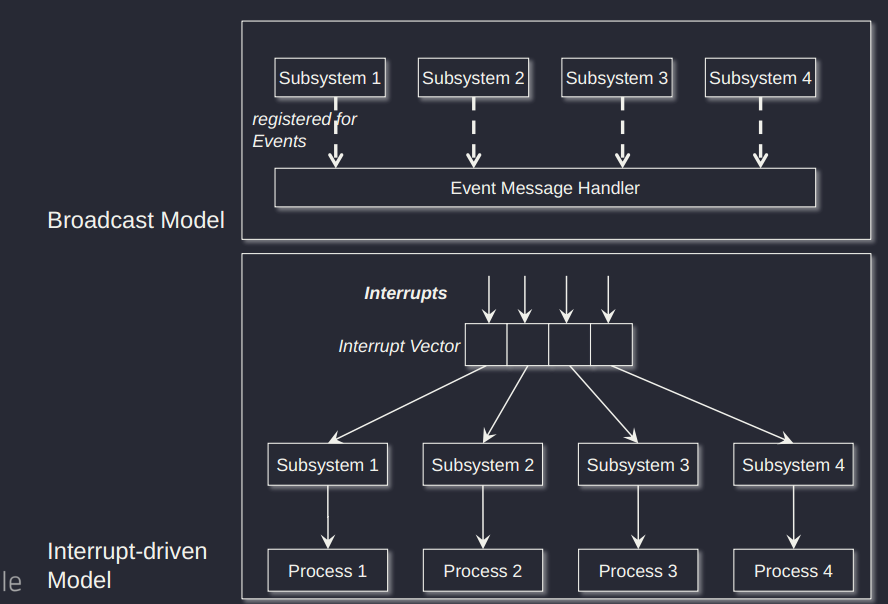 Subsystem 1
Subsystem 2
Subsystem 3
Subsystem 4
registered for
Events
Event Message Handler
Broadcast Model
Interrupts
Interrupt Vector
Subsystem 1
Subsystem 2
Subsystem 3
Subsystem 4
Interrupt-driven
Model
Process 1
Process 2
Process 3
Process 4
le